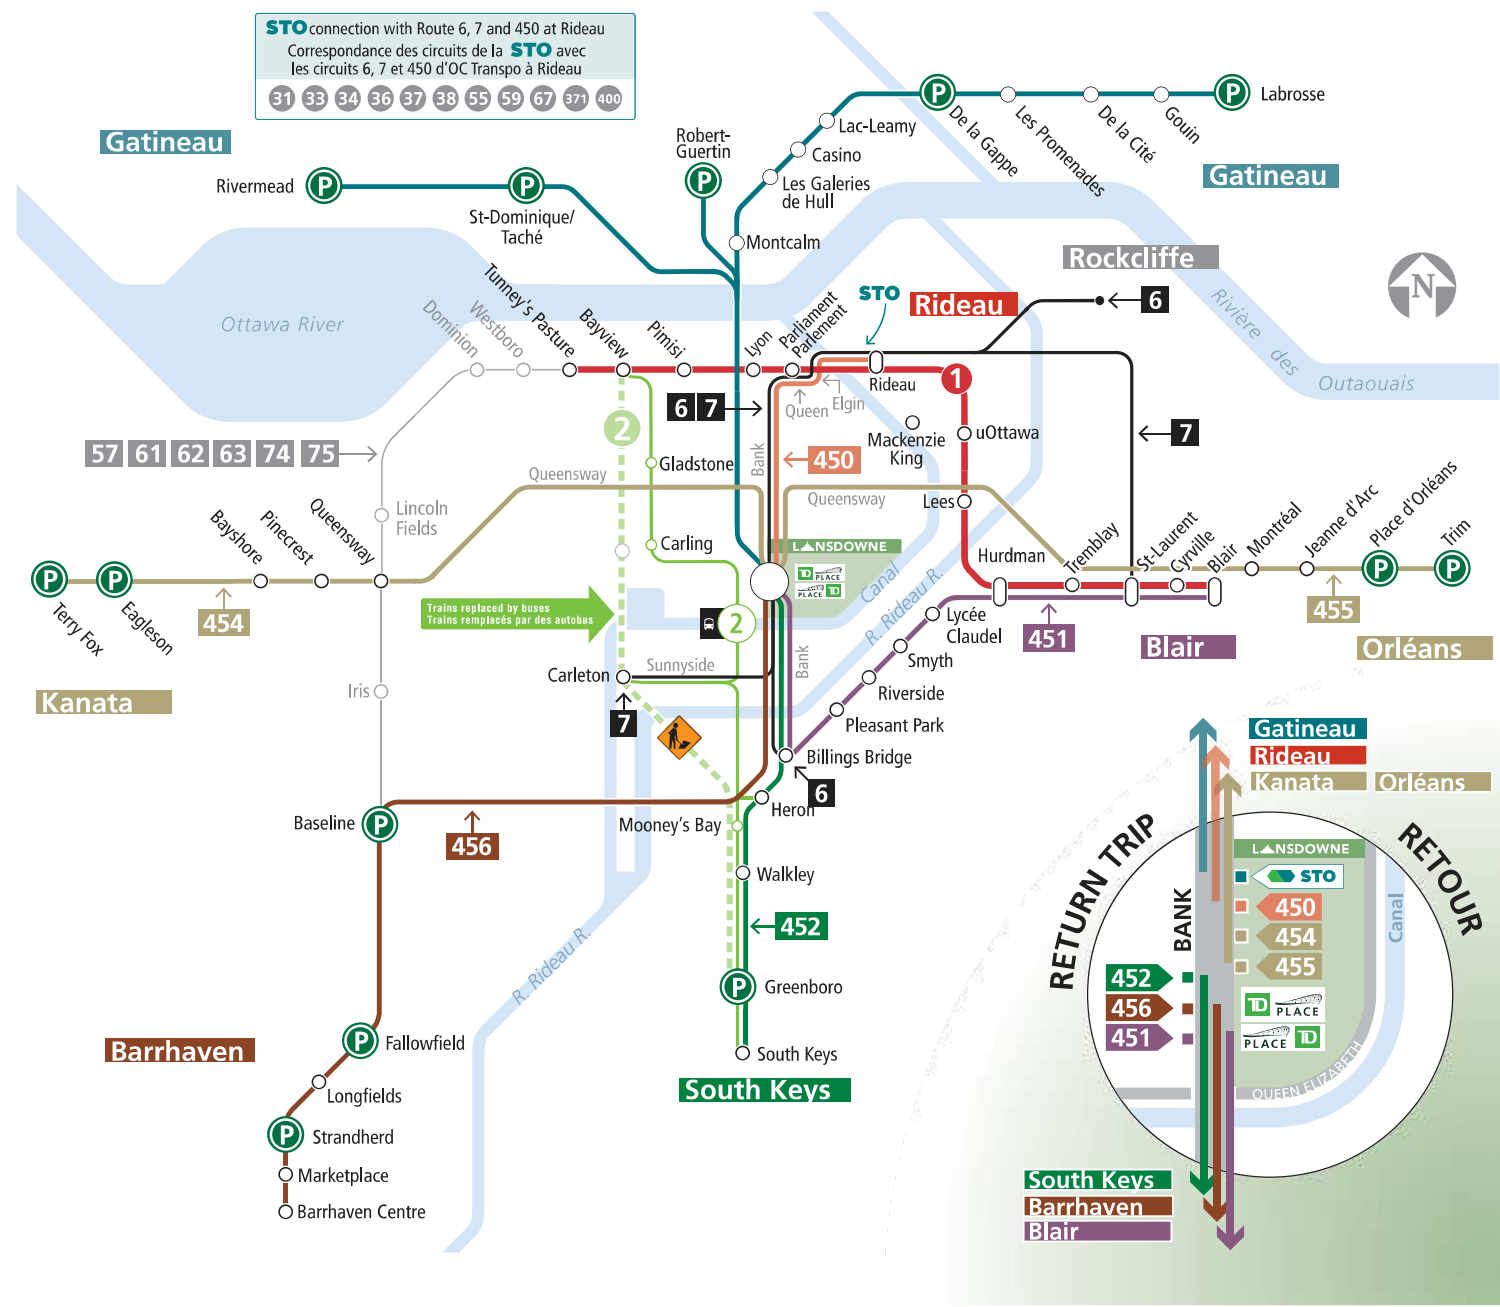 STO connection with Route 6, 7 and 450 at Rideau
Correspondance des circuits de la STO avec
les circuits 6, 7 et 450 d'OC Transpo à Rideau
31 33 34 36 37 38 55 59 67 371 400
Gatineau
Rivermead
P
St-Dominique/
Taché
P
Robert-
Guertin
P
Lac-Leamy
Casino
Les Galeries
de Hull
Montcalm
P
De la Gappe
Les Promenades
De la Cité
Gouin
P
Labrosse
Gatineau
Rockcliffe
N
Ottawa River
Rivière des
Outaouais
Dominion
Westboro
Tunney's Pasture
Bayview
Pimisi
Lyon
Parliament
Parlement
STO
Rideau
6
Rideau
1
Queen
Elgin
6 7
2
Bank
450
Mackenzie
King
uOttawa
7
57 61 62 63 74 75
Gladstone
Queensway
Queensway
Lincoln
Fields
Lees
Bayshore
Pinecrest
Queensway
Carling
LANSDOWNE
TD PLACE
PLACE TD
Canal
R. Rideau R.
Hurdman
Tremblay
St-Laurent
Cyrville
Blair
Montréal
Jeanne d'Arc
Place d'Orléans
Trim
P
P
P
P
Terry Fox
Eagleson
454
455
Trains replaced by buses
Trains remplacés par des autobus
2
Lycée
Claudel
451
Blair
Orléans
Smyth
Riverside
Pleasant Park
Billings Bridge
Bank
Sunnyside
Carleton
7
Kanata
Iris
6
Heron
Mooney's Bay
Baseline
P
456
Walkley
452
R. Rideau R.
P
Greenboro
South Keys
South Keys
Barrhaven
P
Fallowfield
Longfields
P
Strandherd
Marketplace
Barrhaven Centre
Gatineau
Rideau
Kanata
Orléans
RETURN TRIP
RETOUR
LANSDOWNE
STO
450
454
455
BANK
Canal
452
456
451
TD PLACE
PLACE TD
QUEEN ELIZABETH
South Keys
Barrhaven
Blair